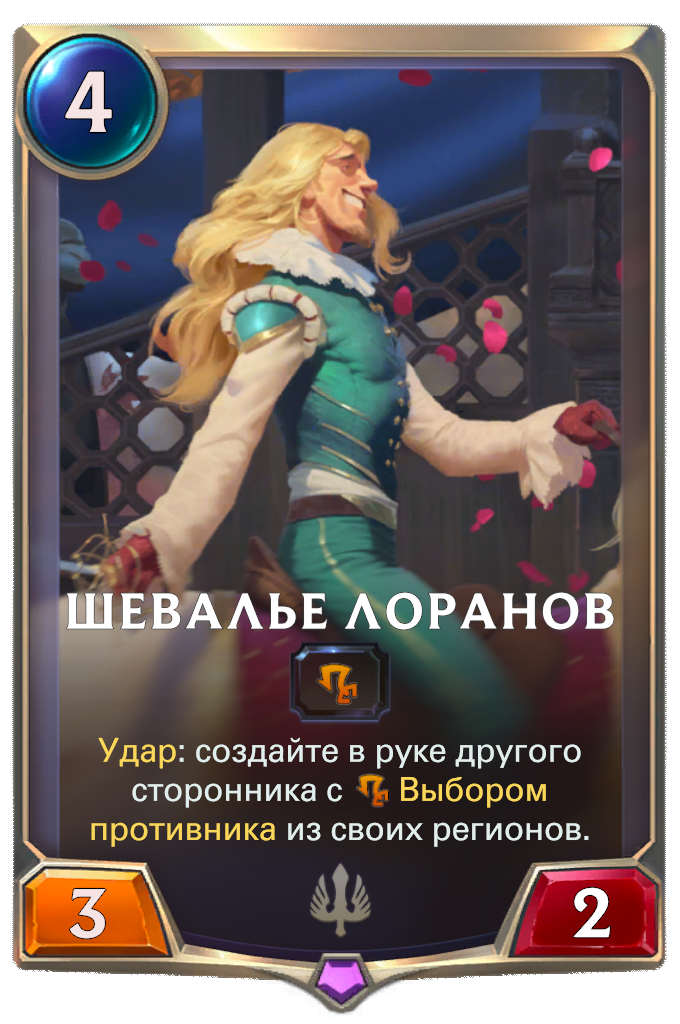 4
ШЕВАЛЬЕ ЛОРАНОВ
Удар: создайте в руке другого
сторонника с Выбором
противника из своих регионов.
3
2